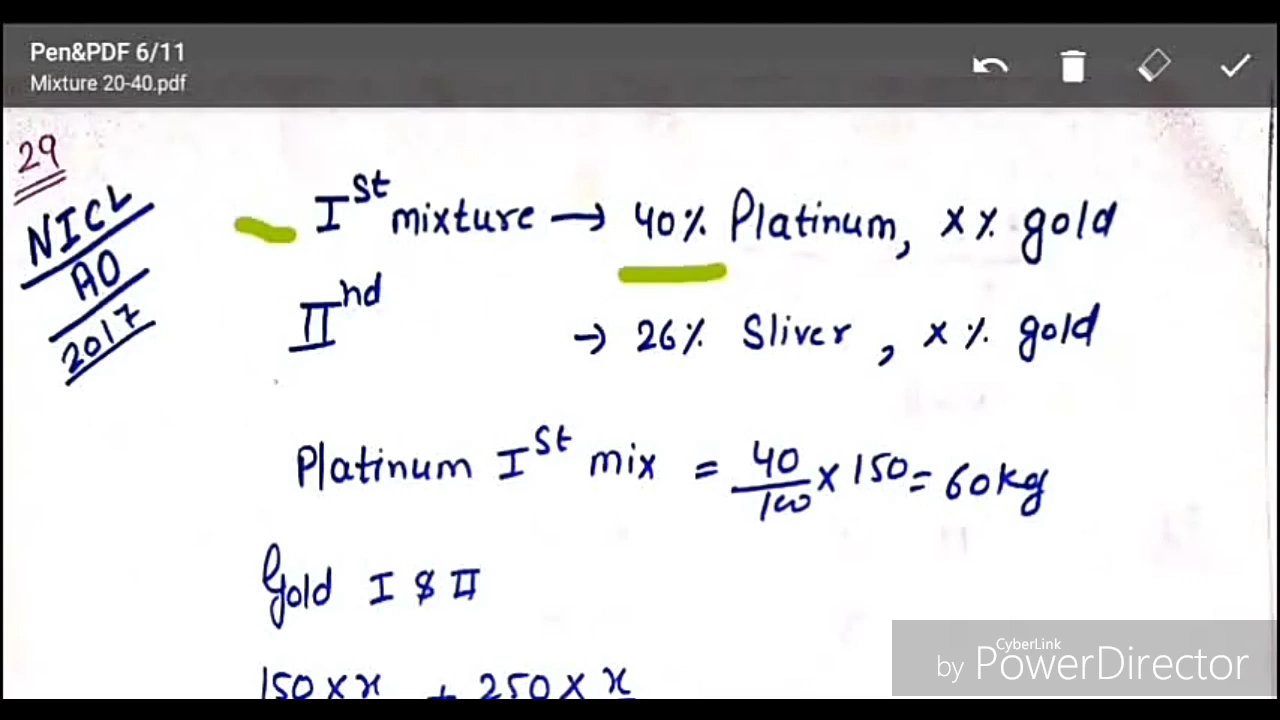 Pen&PDF 6/11
Mixture 20-40.pdf
29
NICL
AO
2017
Ist mixture → 40% Platinum, x% gold
IInd → 26% Sliver, x% gold
Platinum Ist mix = 40/100 × 150 = 60kg
Gold I & II
150 × x + 250 × x
CyberLink
by PowerDirector